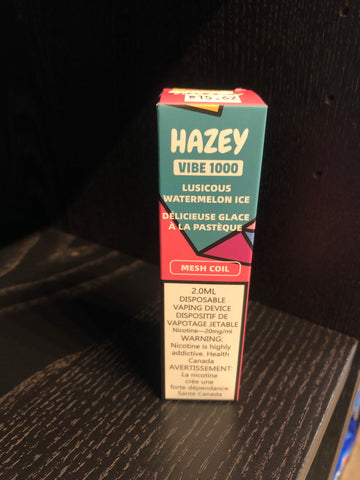 HAZEY
VIBE 1000
LUSICOUS
WATERMELON ICE
DÉLICIEUSE GLACE
A LA PASTÈQUE
MESH COIL
2.0ML
DISPOSABLE
VAPING DEVICE
DISPOSITIF DE
VAPOTAGE JETABLE
Nicotine—20mg/ml
WARNING:
Nicotine is highly
addictive. Health
Canada
AVERTISSEMENT:
La nicotine
crée une
forte dépendance.
Santé Canada